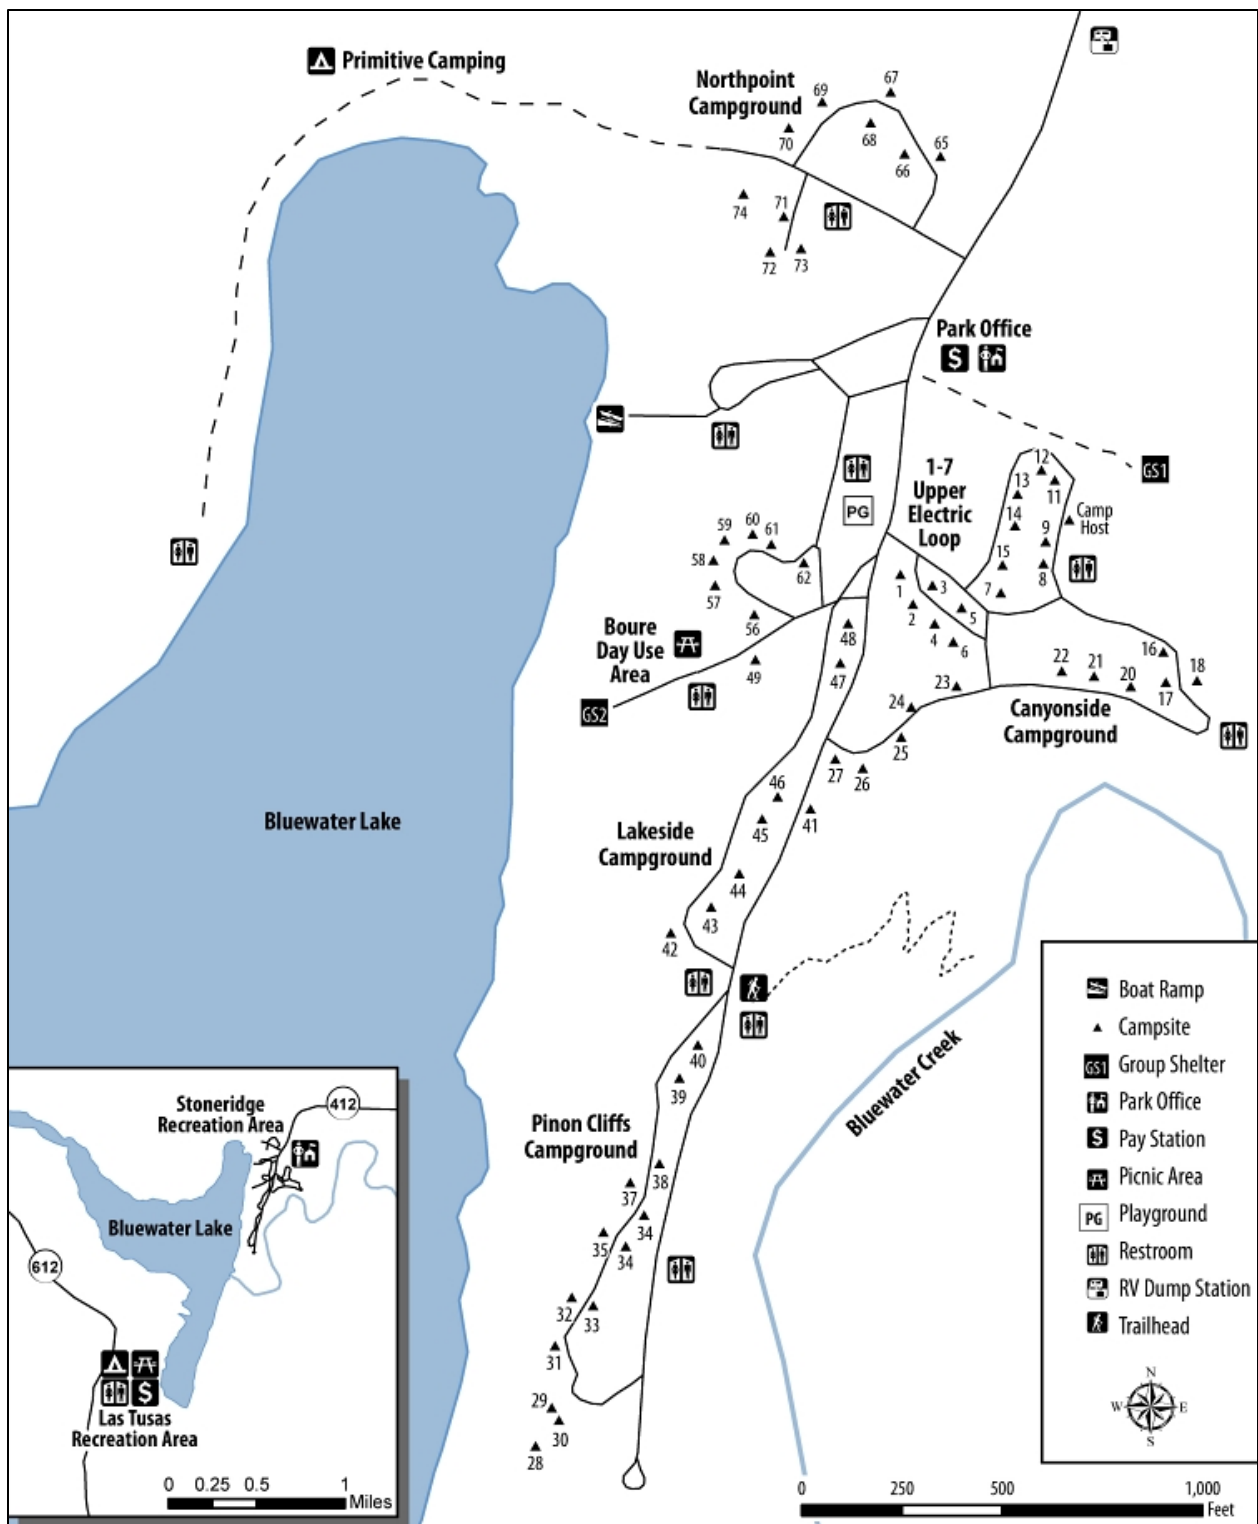 Primitive Camping
Northpoint
Campground
67
69
70
68
65
66
74
71
72
73
Park Office
$
GS1
1-7
Upper
Electric
Loop
PG
12
13
11
14
9
Camp
Host
15
8
7
59
60
61
58
62
57
56
1
3
5
2
4
6
Boure
Day Use
Area
48
49
47
GS2
16
18
22
21
20
17
23
24
25
Canyonside
Campground
27
26
46
45
41
Bluewater Lake
Lakeside
Campground
44
43
42
40
39
Bluewater Creek
Pinon Cliffs
Campground
38
37
34
35
34
32
33
31
29
30
28
Boat Ramp
Campsite
GS1 Group Shelter
Park Office
$ Pay Station
Picnic Area
PG Playground
Restroom
RV Dump Station
Trailhead
N
W E
S
0 250 500 1,000
Feet
Stoneridge
Recreation Area
412
Bluewater Lake
612
$
Las Tusas
Recreation Area
0 0.25 0.5 1
Miles